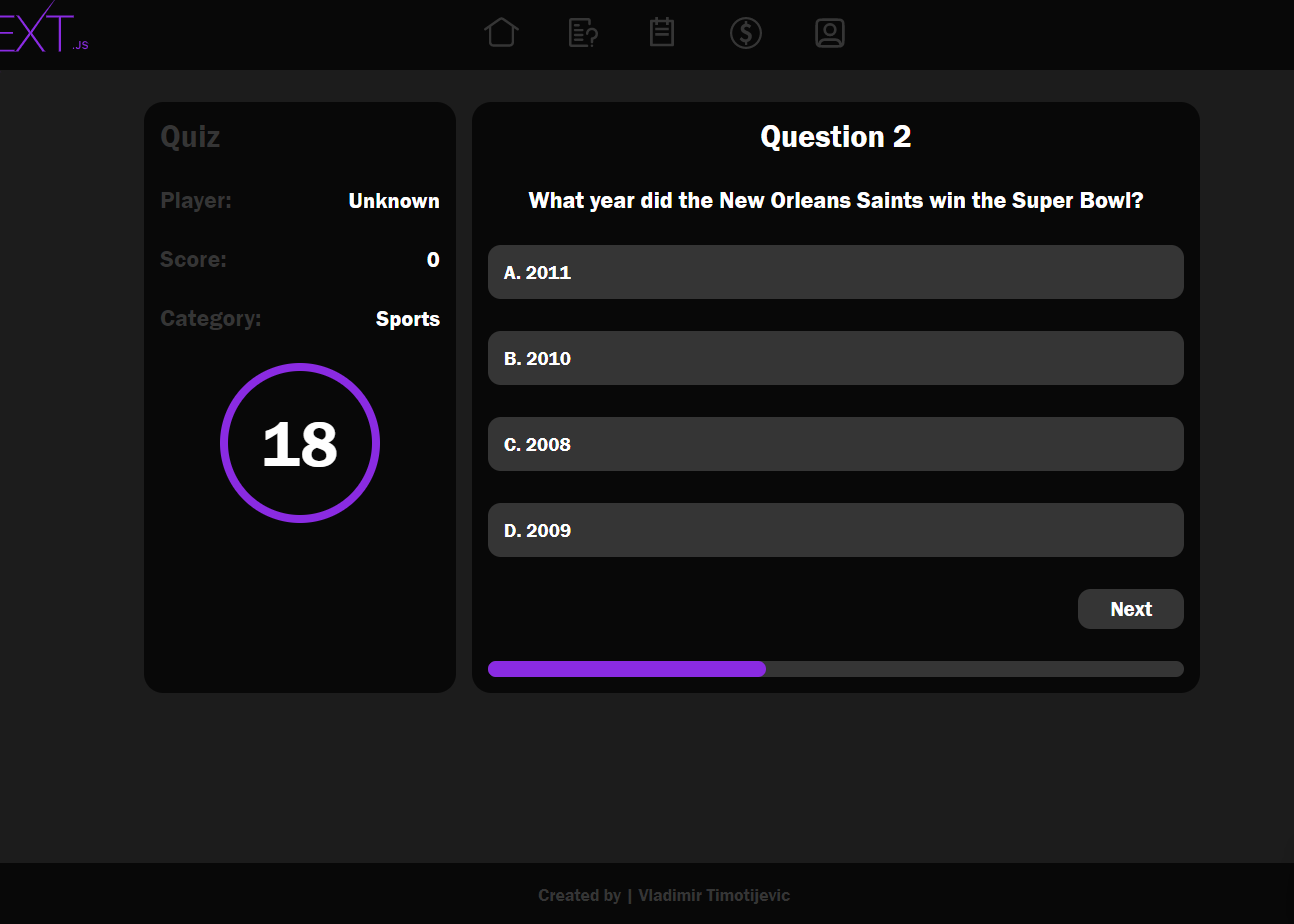 EXT.JS
Quiz
Player: Unknown
Score: 0
Category: Sports
18
Question 2
What year did the New Orleans Saints win the Super Bowl?
A. 2011
B. 2010
C. 2008
D. 2009
Next
Created by | Vladimir Timotijevic